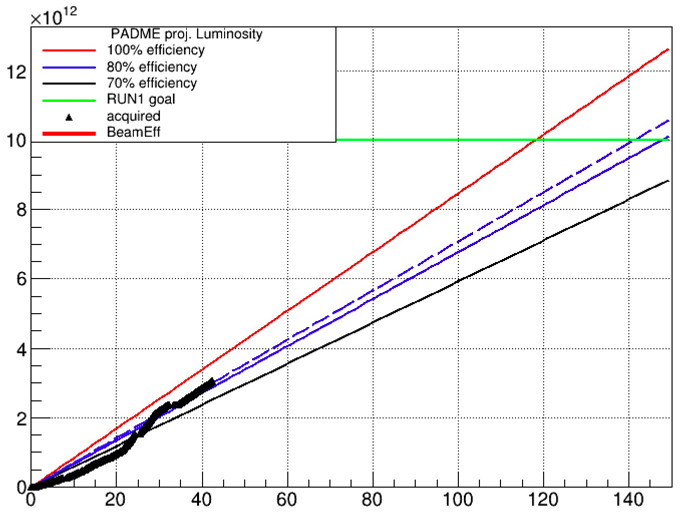 ×10¹²
PADME proj. Luminosity
100% efficiency
80% efficiency
70% efficiency
RUN1 goal
acquired
BeamEff
12
10
8
6
4
2
0
0 20 40 60 80 100 120 140